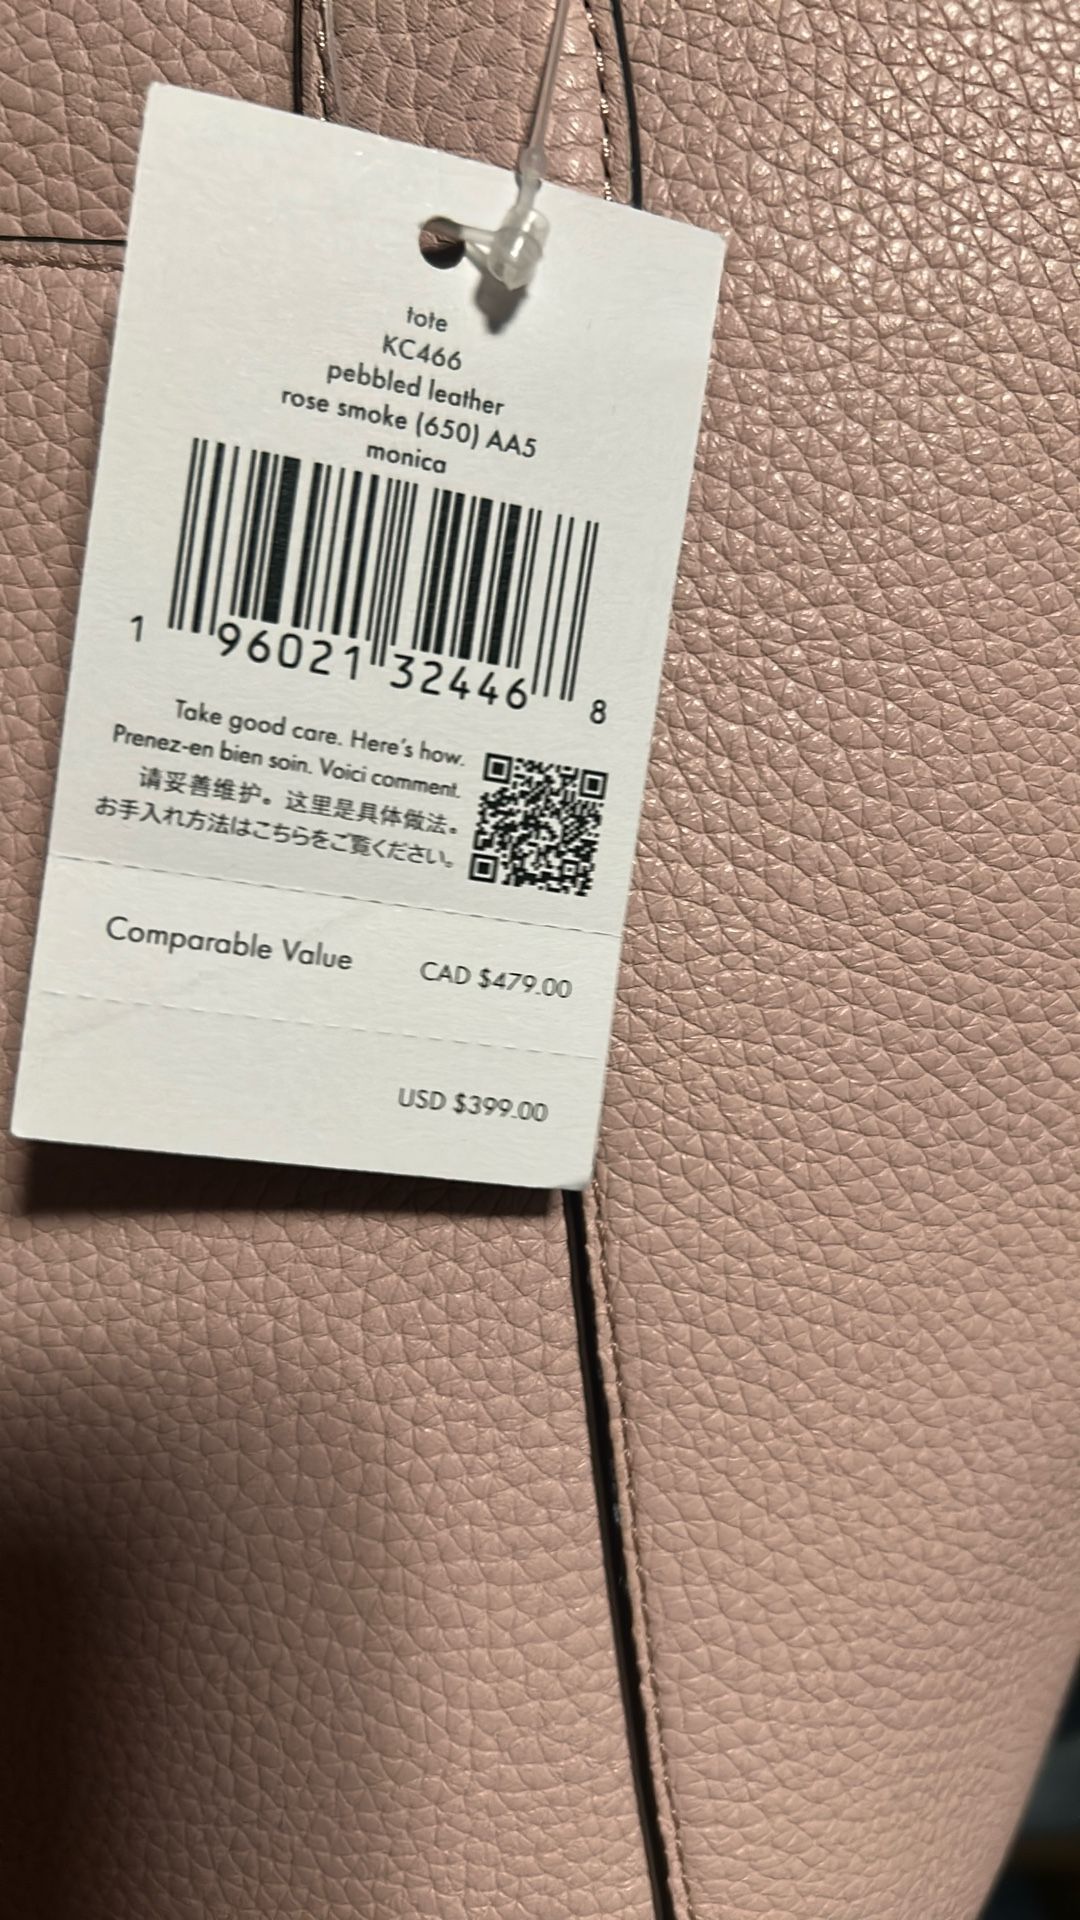 tote
KC466
pebbled leather
rose smoke (650) AA5
monica
1 96021 32446 8
Take good care. Here's how.
Prenez-en bien soin. Voici comment.
请妥善维护。这里是具体做法。
お手入れ方法はこちらをご覧ください。
Comparable Value CAD $479.00
USD $399.00